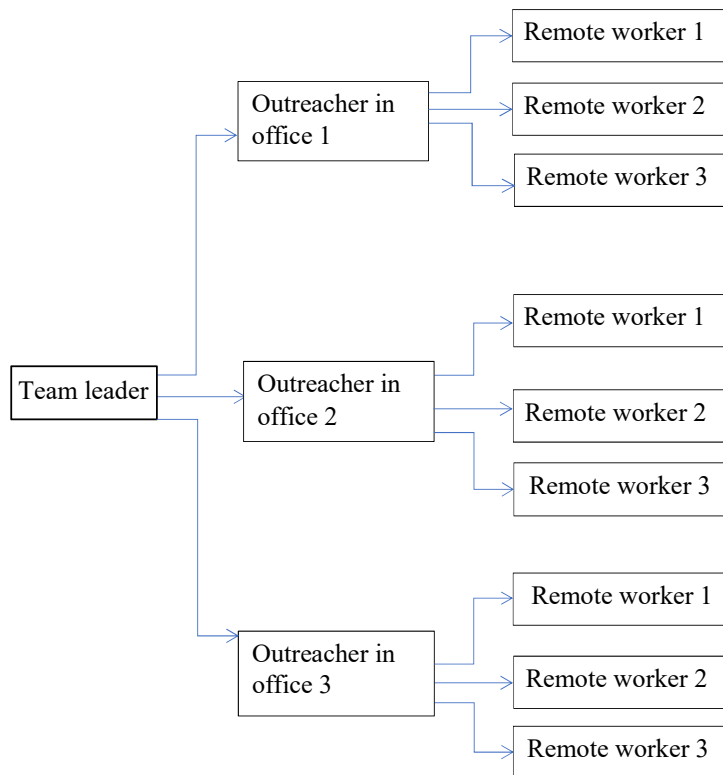 Remote worker 1
Outreacher in
office 1
Remote worker 2
Remote worker 3
Team leader
Outreacher in
office 2
Remote worker 1
Remote worker 2
Remote worker 3
Outreacher in
office 3
Remote worker 1
Remote worker 2
Remote worker 3